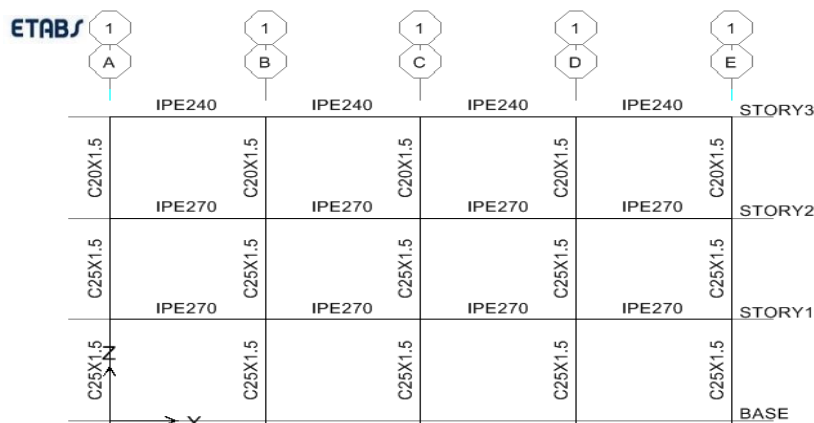 ETABS
1 1 1 1 1
A B C D E
IPE240 IPE240 IPE240 IPE240
STORY3
C20X1.5 C20X1.5 C20X1.5 C20X1.5 C20X1.5
IPE270 IPE270 IPE270 IPE270
STORY2
C25X1.5 C25X1.5 C25X1.5 C25X1.5 C25X1.5
IPE270 IPE270 IPE270 IPE270
STORY1
C25X1.5 C25X1.5 C25X1.5 C25X1.5 C25X1.5
Z
BASE